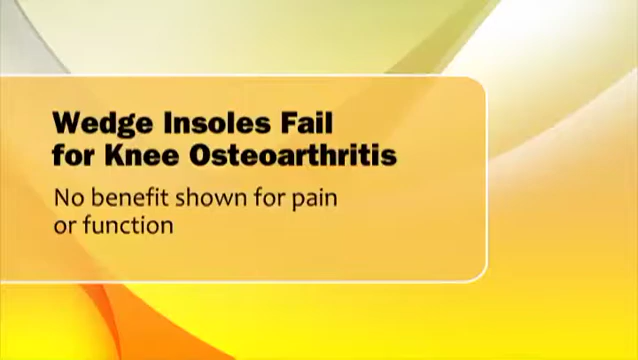 Wedge Insoles Fail
for Knee Osteoarthritis
No benefit shown for pain
or function